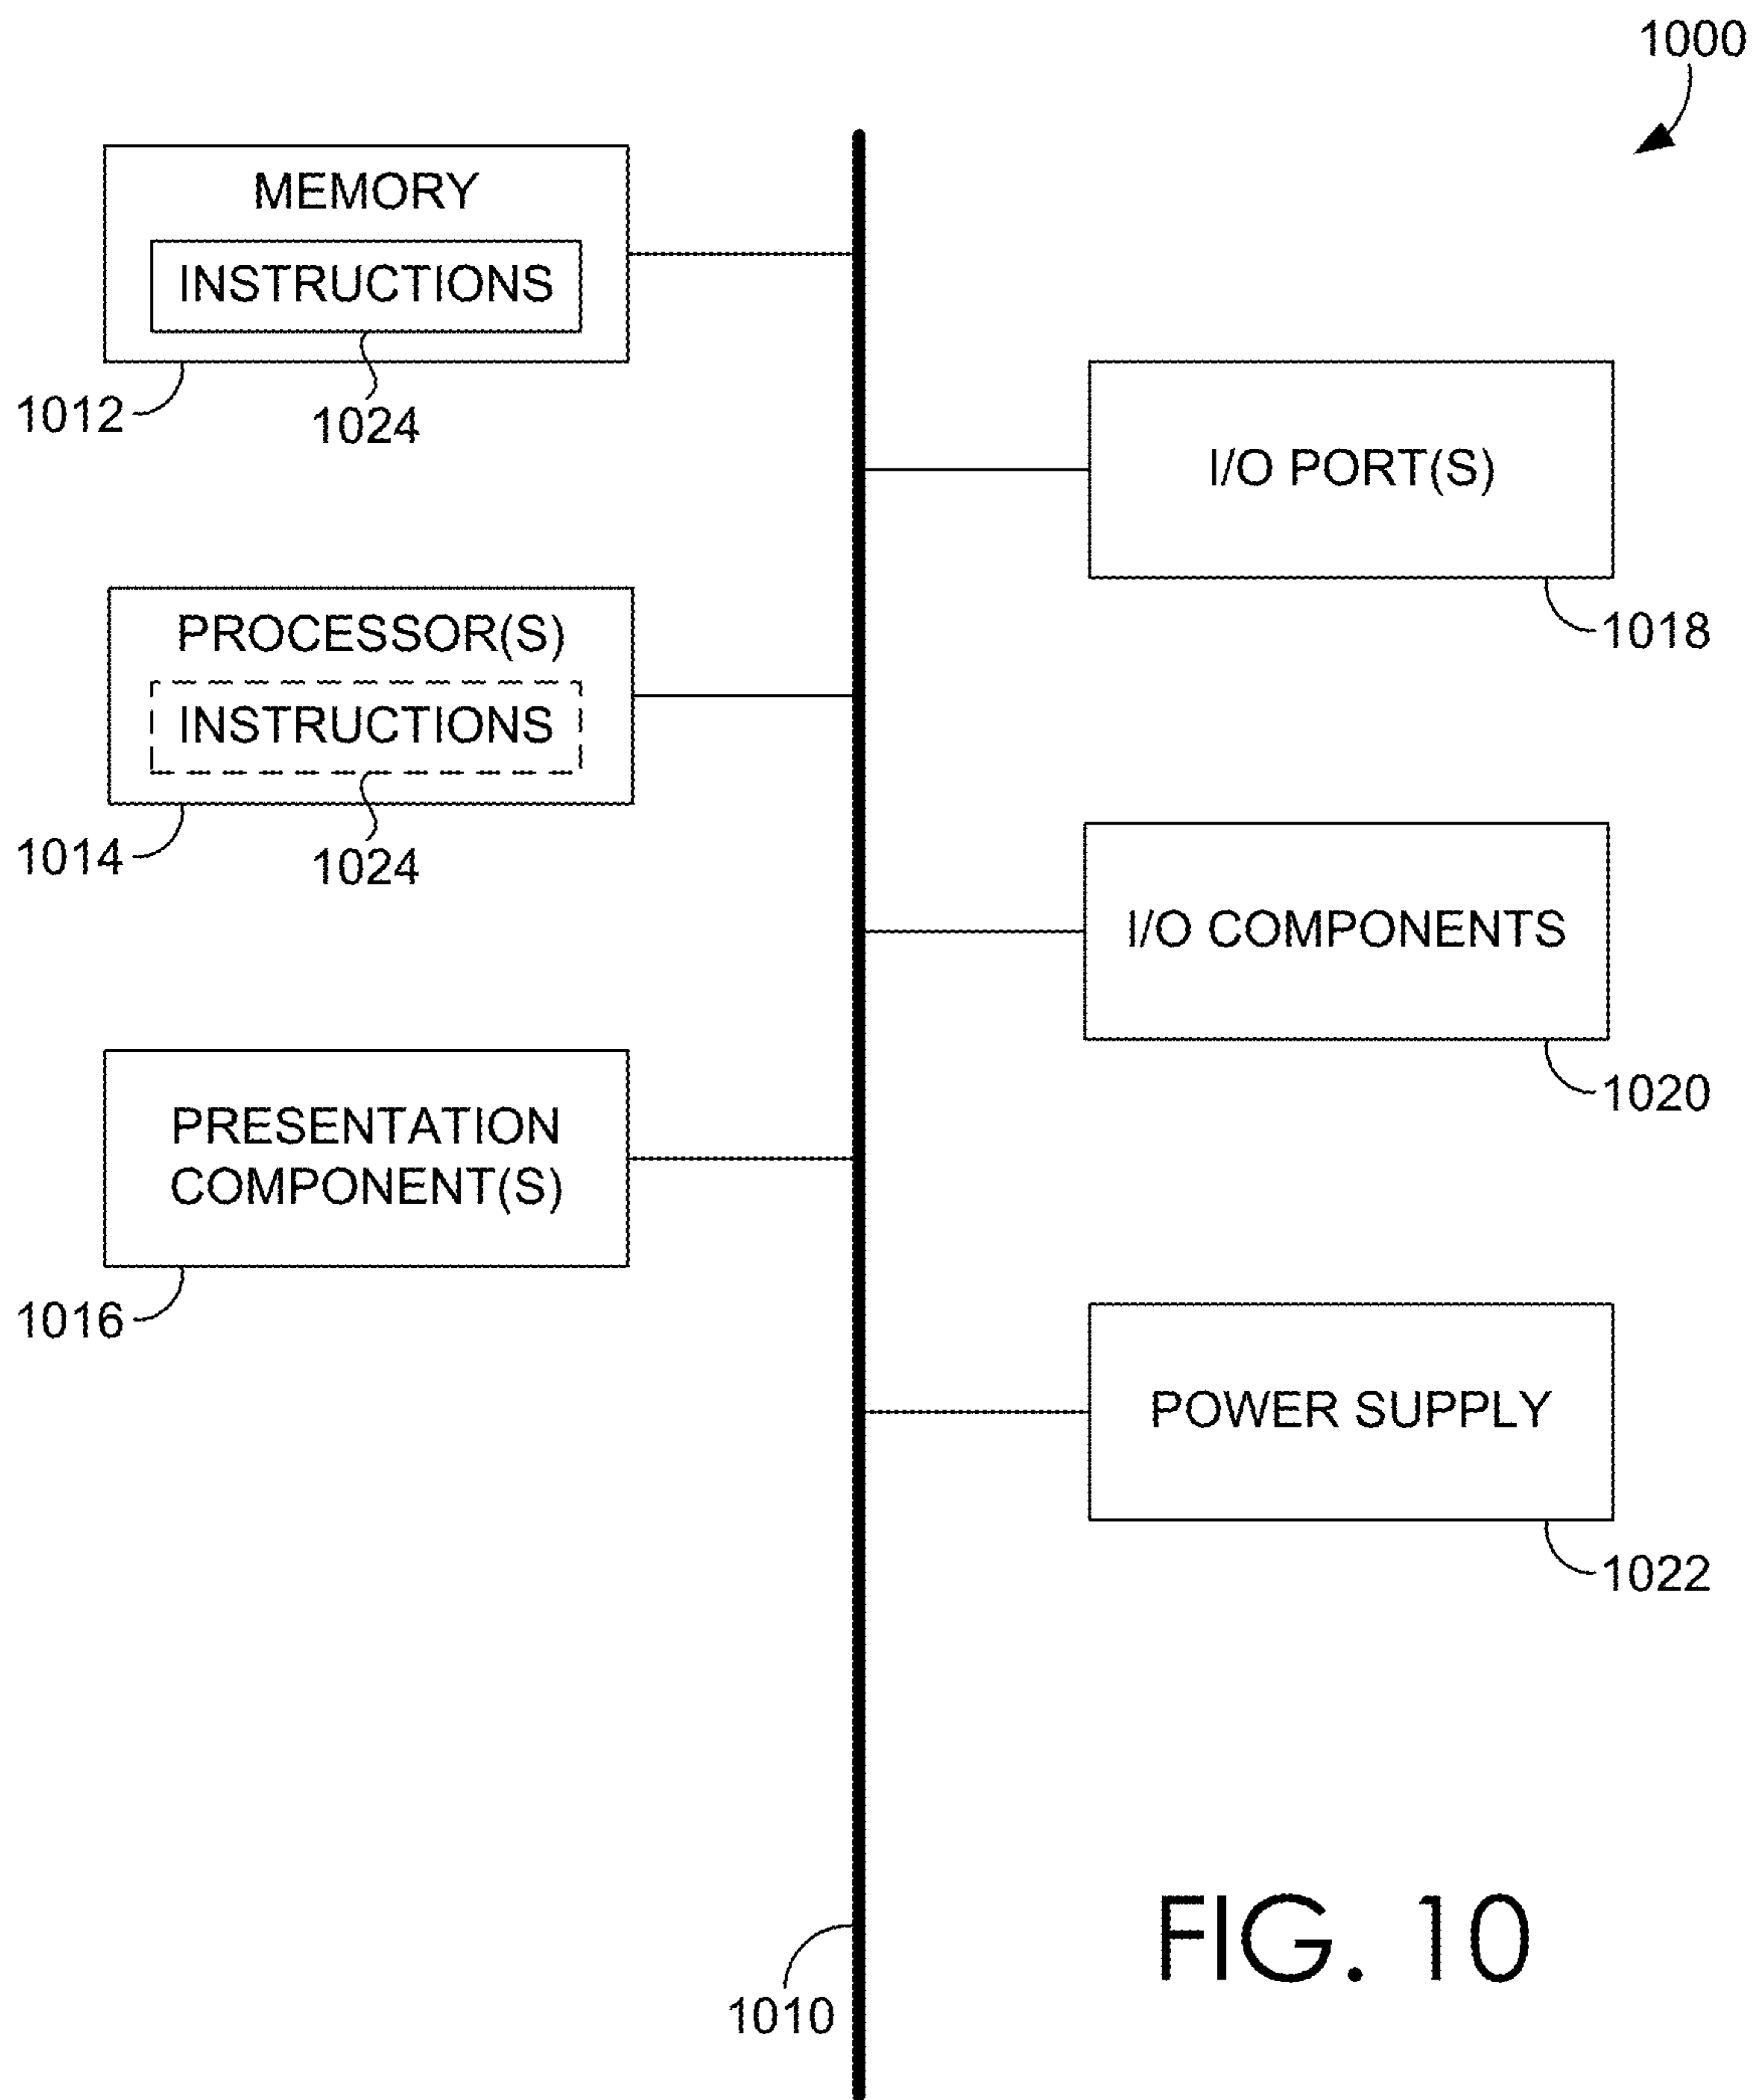 1000
MEMORY
INSTRUCTIONS
1012
1024
I/O PORT(S)
1018
PROCESSOR(S)
INSTRUCTIONS
1014
1024
I/O COMPONENTS
1020
PRESENTATION
COMPONENT(S)
1016
POWER SUPPLY
1022
1010
FIG. 10